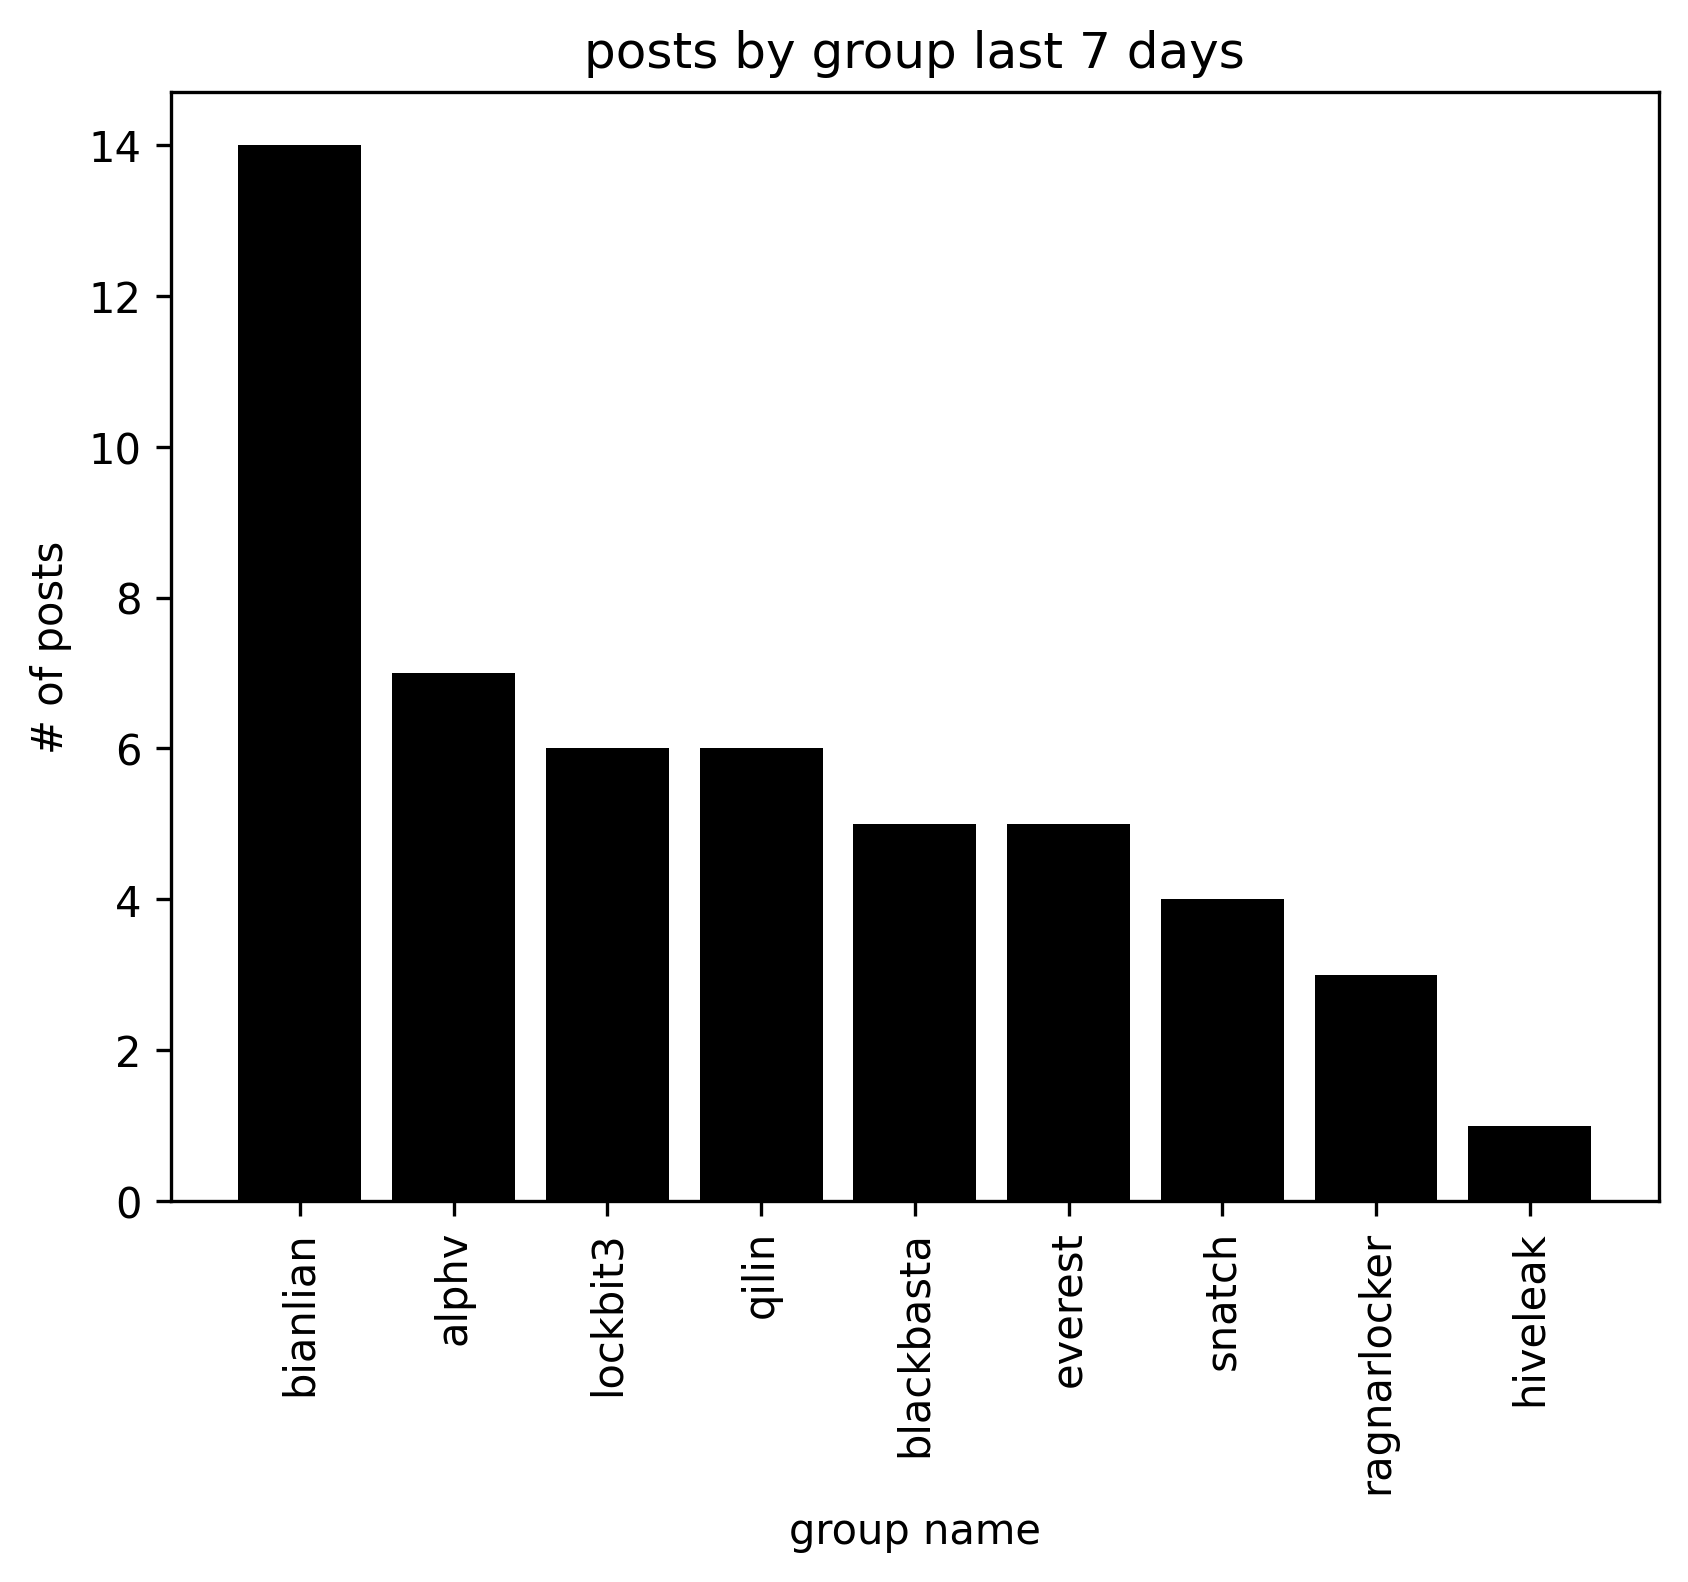 posts by group last 7 days
14
12
10
8
6
4
2
0
# of posts
bianlian
alphv
lockbit3
qilin
blackbasta
everest
snatch
ragnarlocker
hiveleak
group name